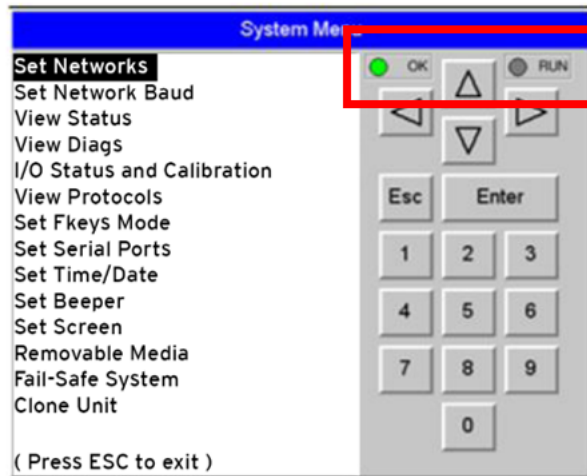 System Menu
Set Networks
Set Network Baud
View Status
View Diags
I/O Status and Calibration
View Protocols
Set Fkeys Mode
Set Serial Ports
Set Time/Date
Set Beeper
Set Screen
Removable Media
Fail-Safe System
Clone Unit
( Press ESC to exit )
OK RUN
Esc Enter
1 2 3
4 5 6
7 8 9
0